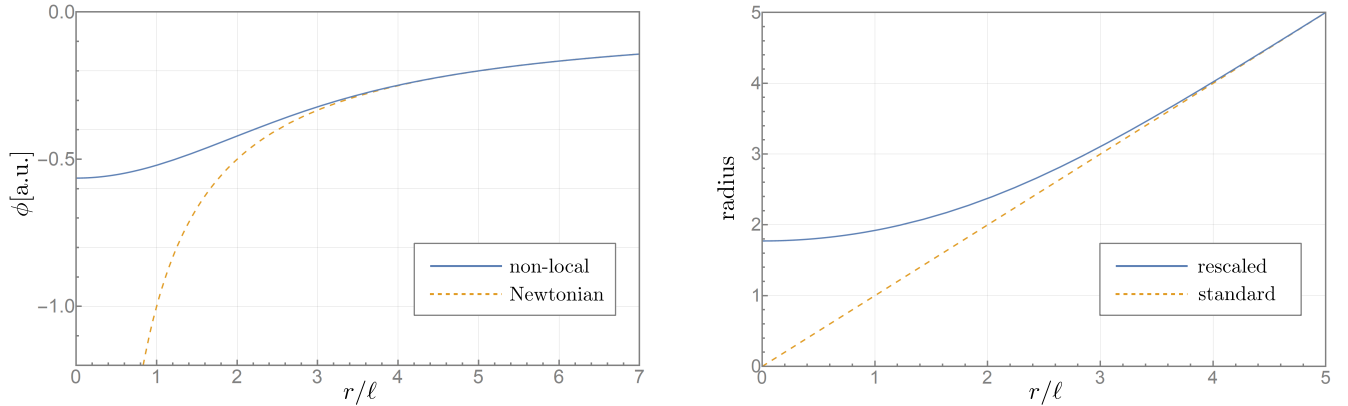 0.0
−0.5
−1.0
ϕ[a.u.]
0 1 2 3 4 5 6 7
r/ℓ
non-local
Newtonian
5
4
3
2
1
0
radius
0 1 2 3 4 5
r/ℓ
rescaled
standard